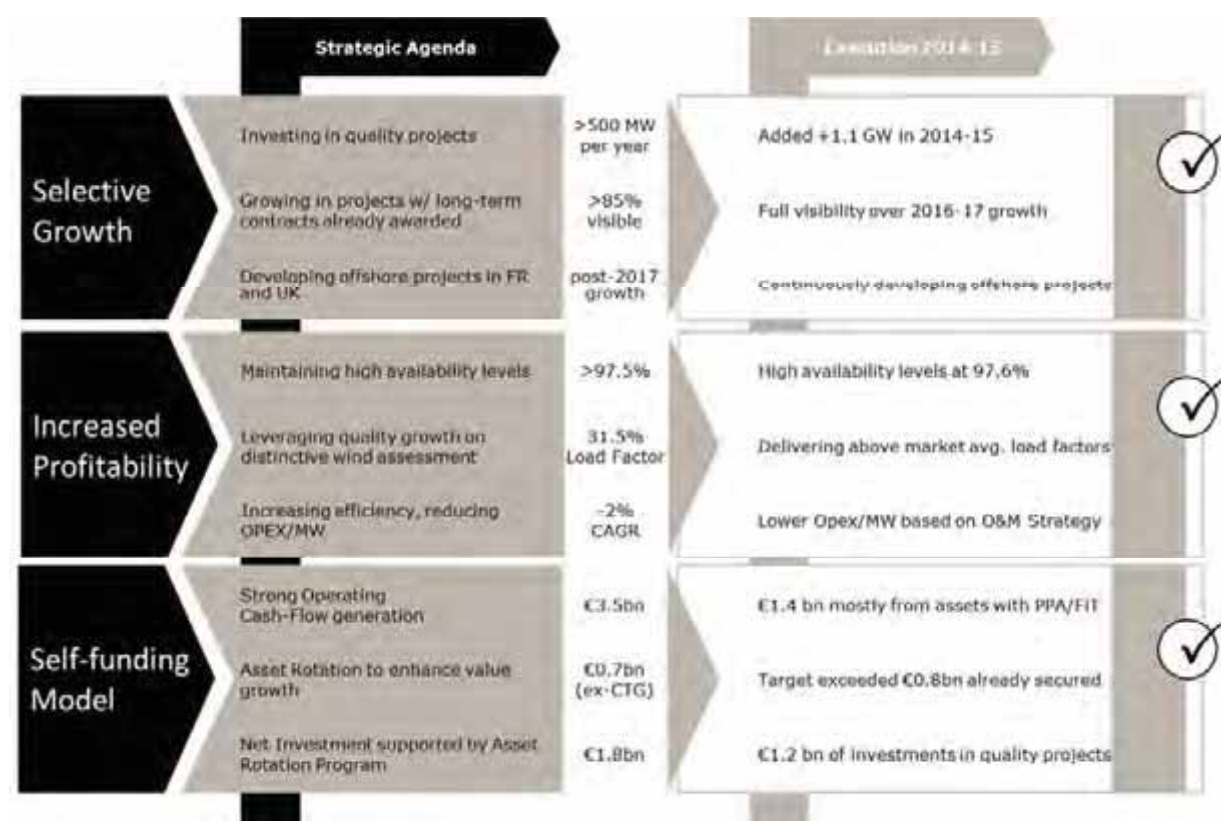 Strategic Agenda
Execution 2014-15
Selective
Growth
Investing in quality projects
>500 MW
per year
Added +1.1 GW in 2014-15
Growing in projects w/ long-term
contracts already awarded
>85%
visible
Full visibility over 2016-17 growth
Developing offshore projects in FR
and UK
post-2017
growth
Continuously developing offshore projects
Increased
Profitability
Maintaining high availability levels
>97.5%
High availability levels at 97.6%
Leveraging quality growth on
distinctive wind assessment
31.5%
Load Factor
Delivering above market avg. load factors
Increasing efficiency, reducing
OPEX/MW
-2%
CAGR
Lower Opex/MW based on O&M Strategy
Self-funding
Model
Strong Operating
Cash-Flow generation
€3.5bn
€1.4 bn mostly from assets with PPA/FiT
Asset Rotation to enhance value
growth
€0.7bn
(ex-CTG)
Target exceeded €0.8bn already secured
Net Investment supported by Asset
Rotation Program
€1.8bn
€1.2 bn of investments in quality projects